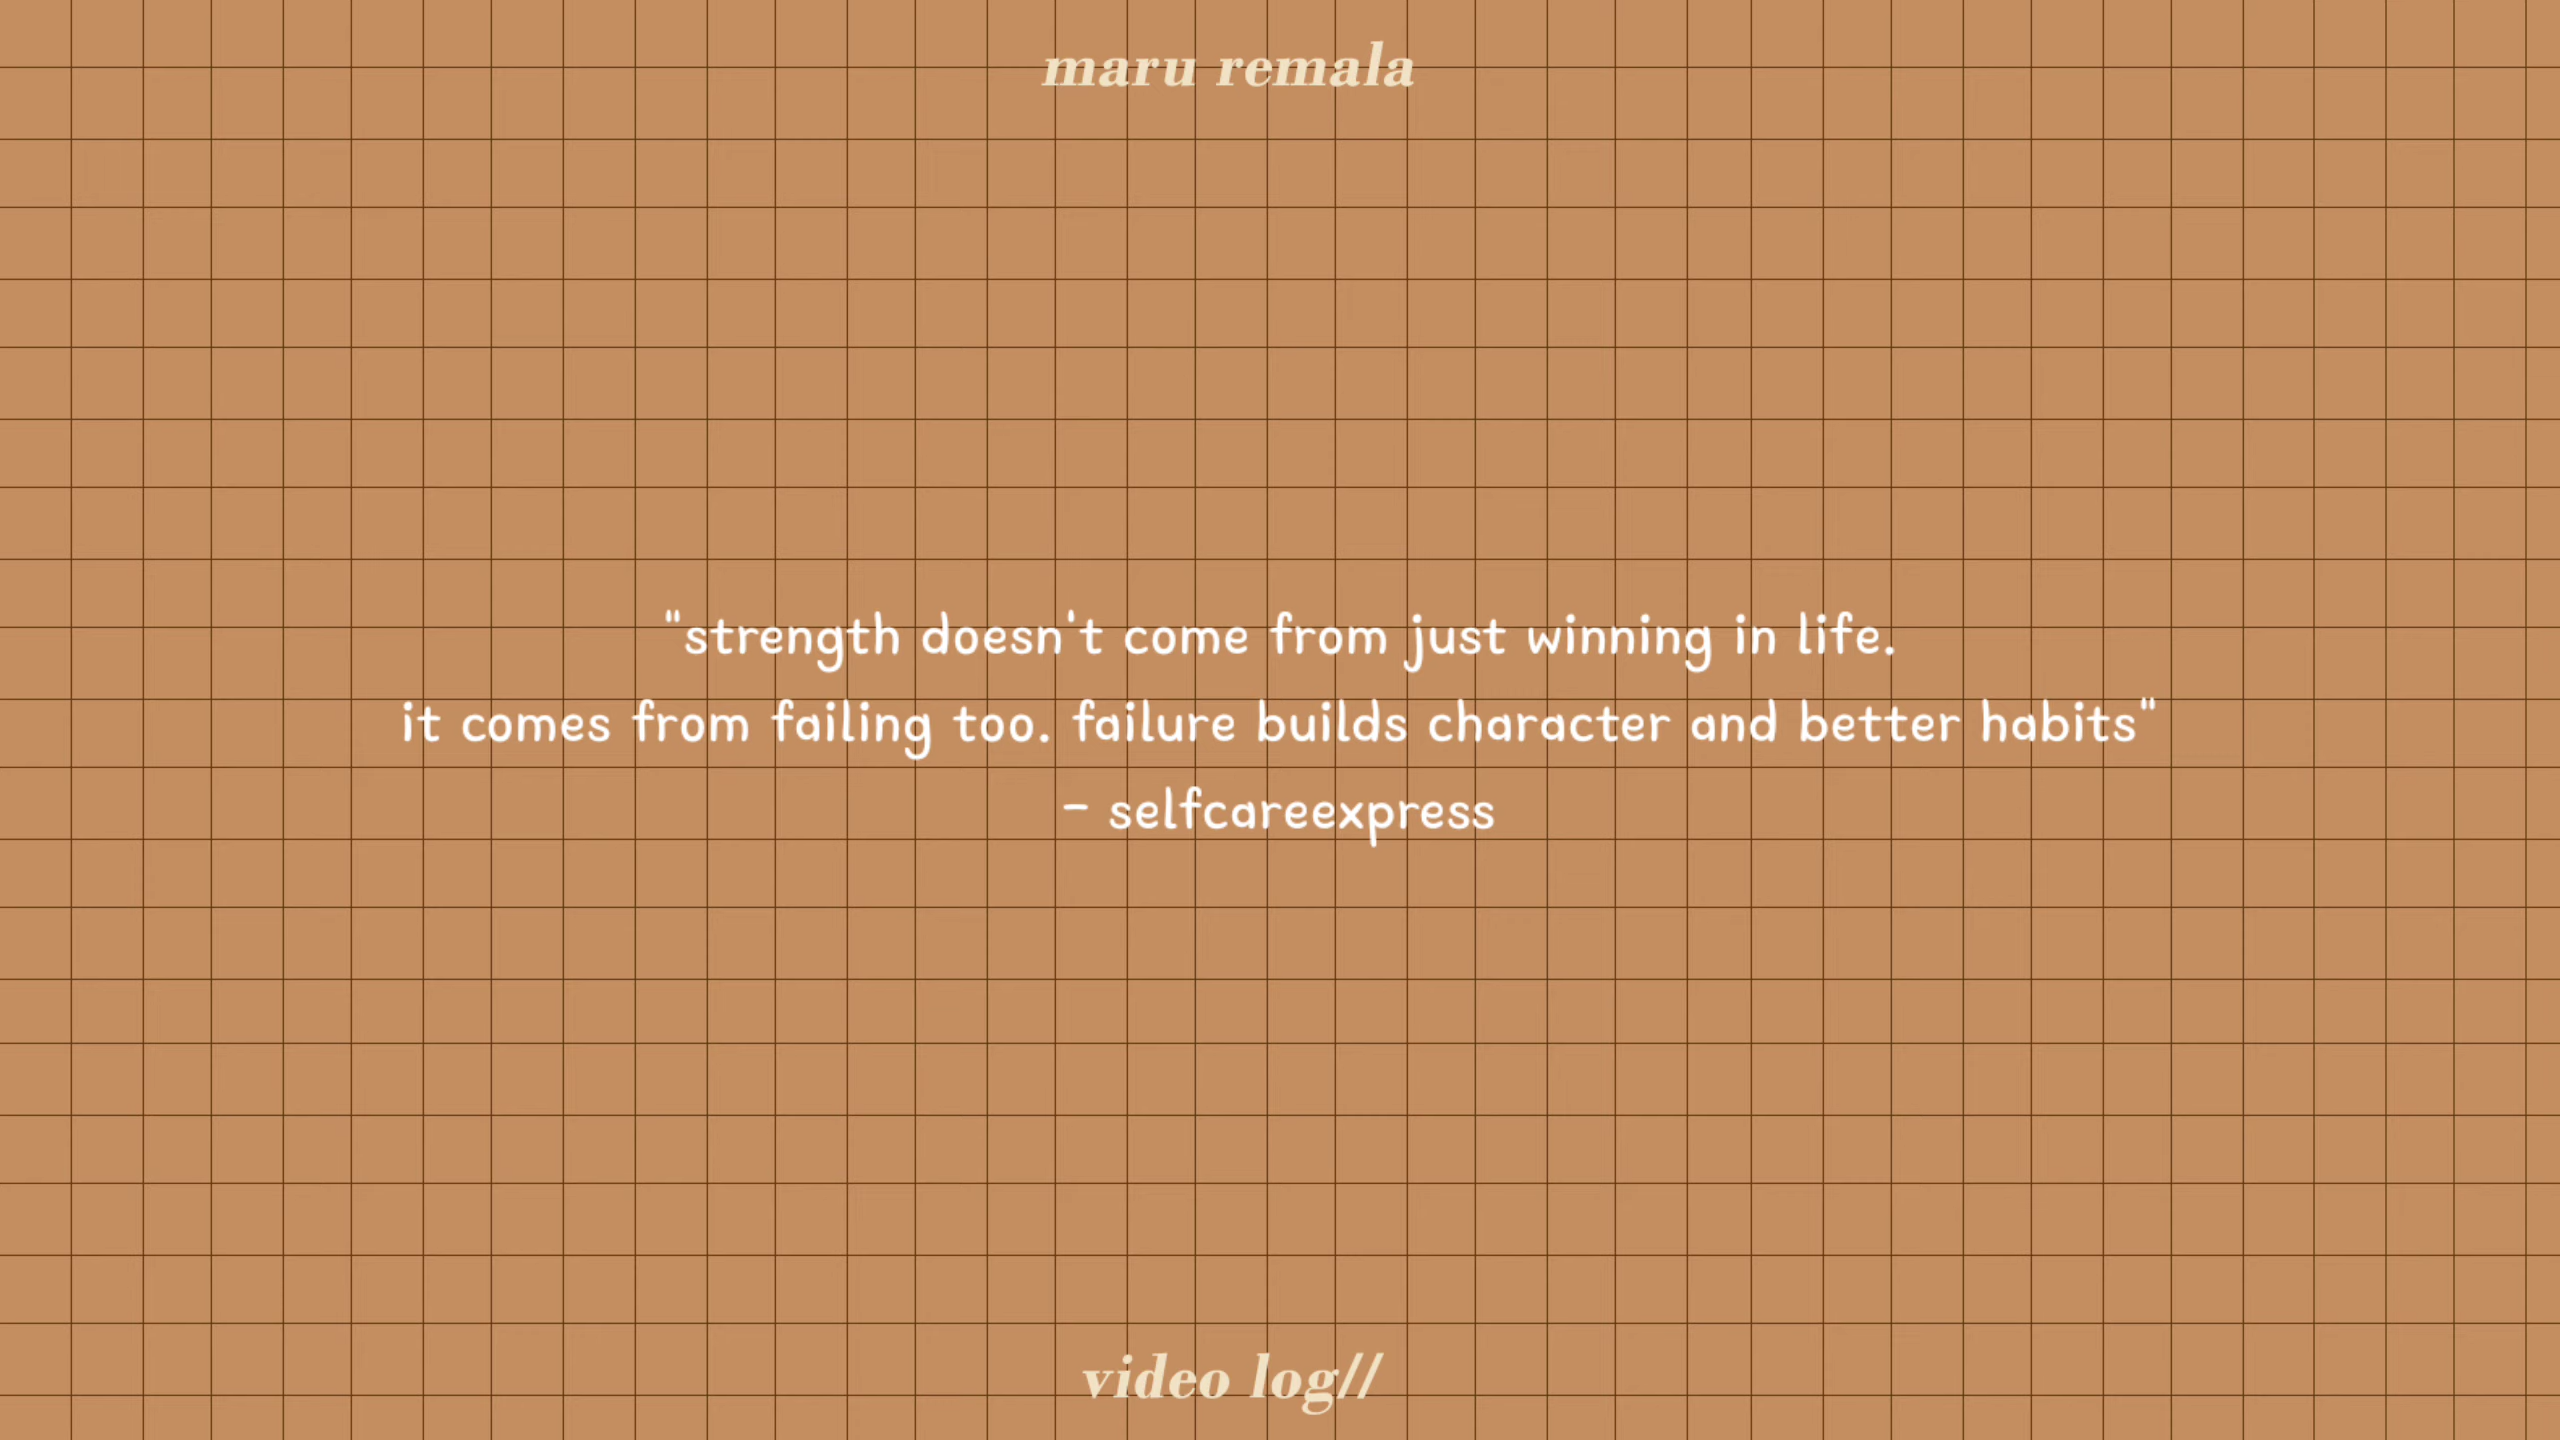 maru remala
"strength doesn't come from just winning in life.
it comes from failing too. failure builds character and better habits"
- selfcareexpress
video log//